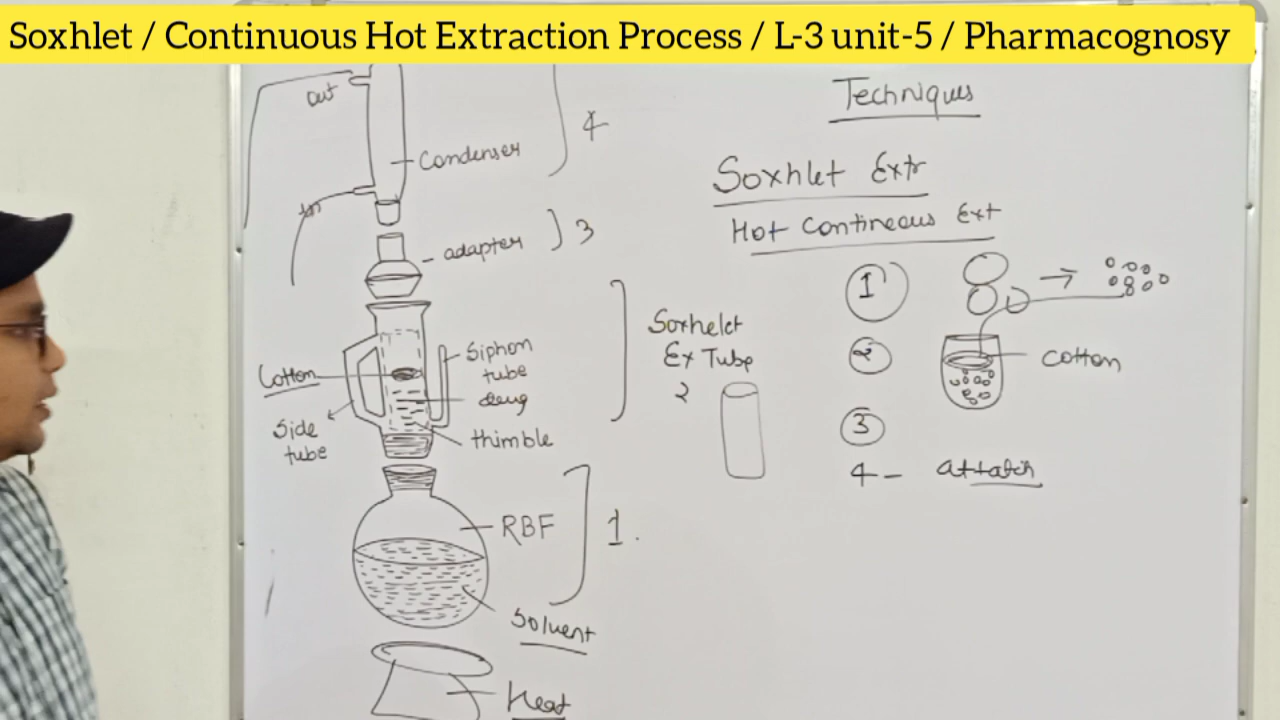 Soxhlet / Continuous Hot Extraction Process / L-3 unit-5 / Pharmacognosy
Techniques
Out
Condenser
4
Soxhlet Extr
In
adapter
3
Hot Contineous Ext
1
Siphon
tube
Soxhelet
Ex Tube
2
2
Cotton
Cotton
drug
Side
tube
thimble
3
4 - attatch
RBF
1.
Solvent
Heat